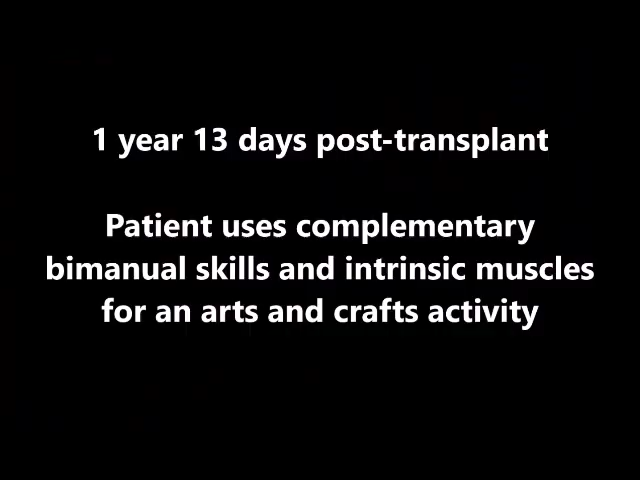 1 year 13 days post-transplant
Patient uses complementary
bimanual skills and intrinsic muscles
for an arts and crafts activity